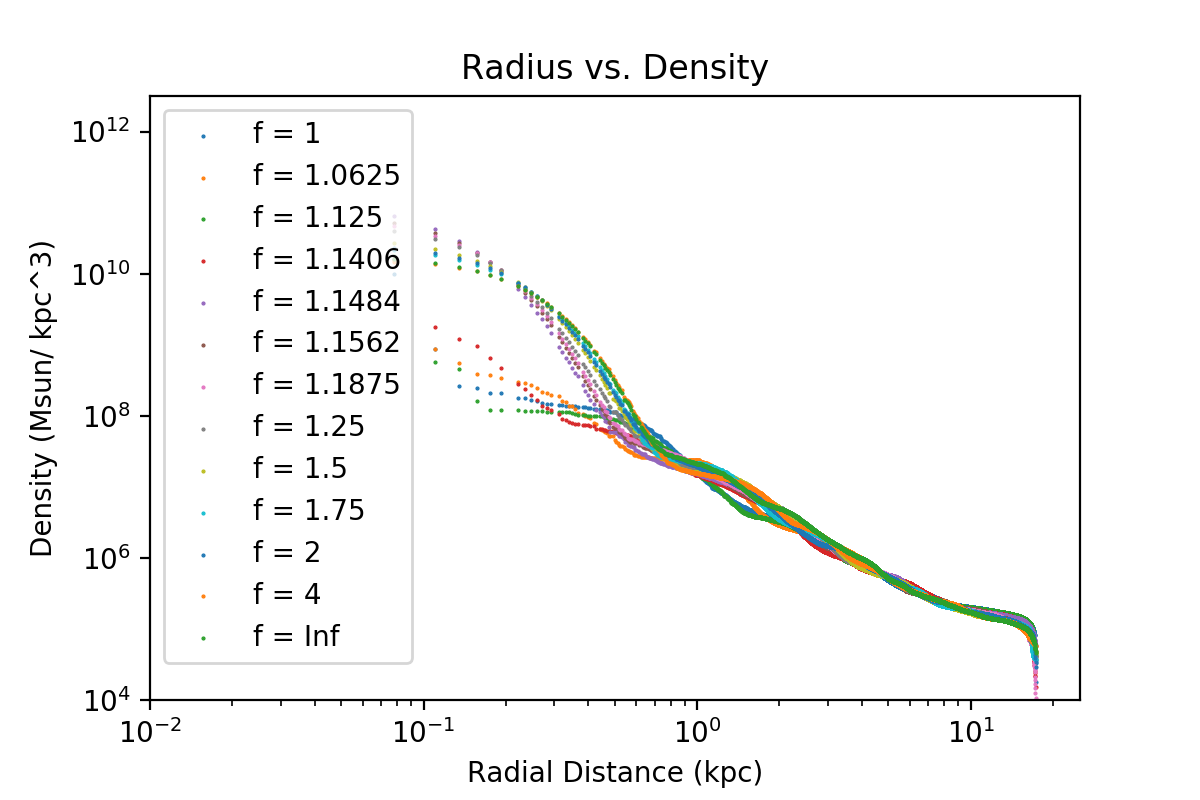 Radius vs. Density
Density (Msun/ kpc^3)
10^12
10^10
10^8
10^6
10^4
f = 1
f = 1.0625
f = 1.125
f = 1.1406
f = 1.1484
f = 1.1562
f = 1.1875
f = 1.25
f = 1.5
f = 1.75
f = 2
f = 4
f = Inf
10^−2 10^−1 10^0 10^1
Radial Distance (kpc)